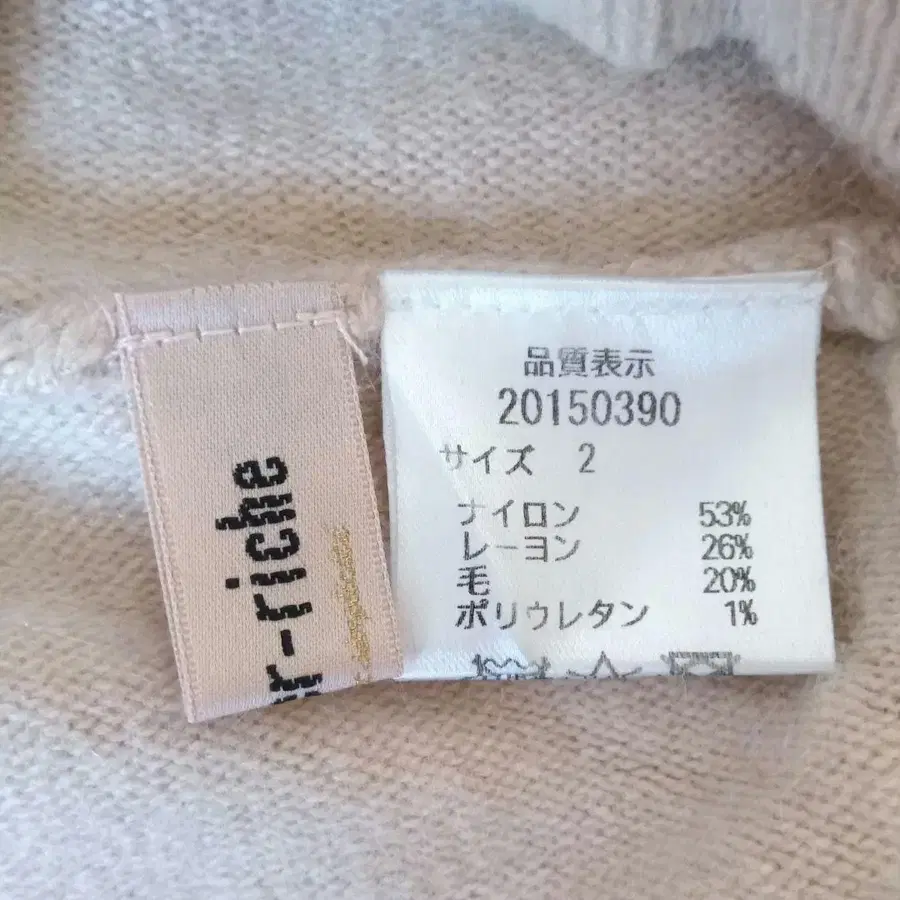 r-riche
品質表示
20150390
サイズ 2
ナイロン 53%
レーヨン 26%
毛 20%
ポリウレタン 1%